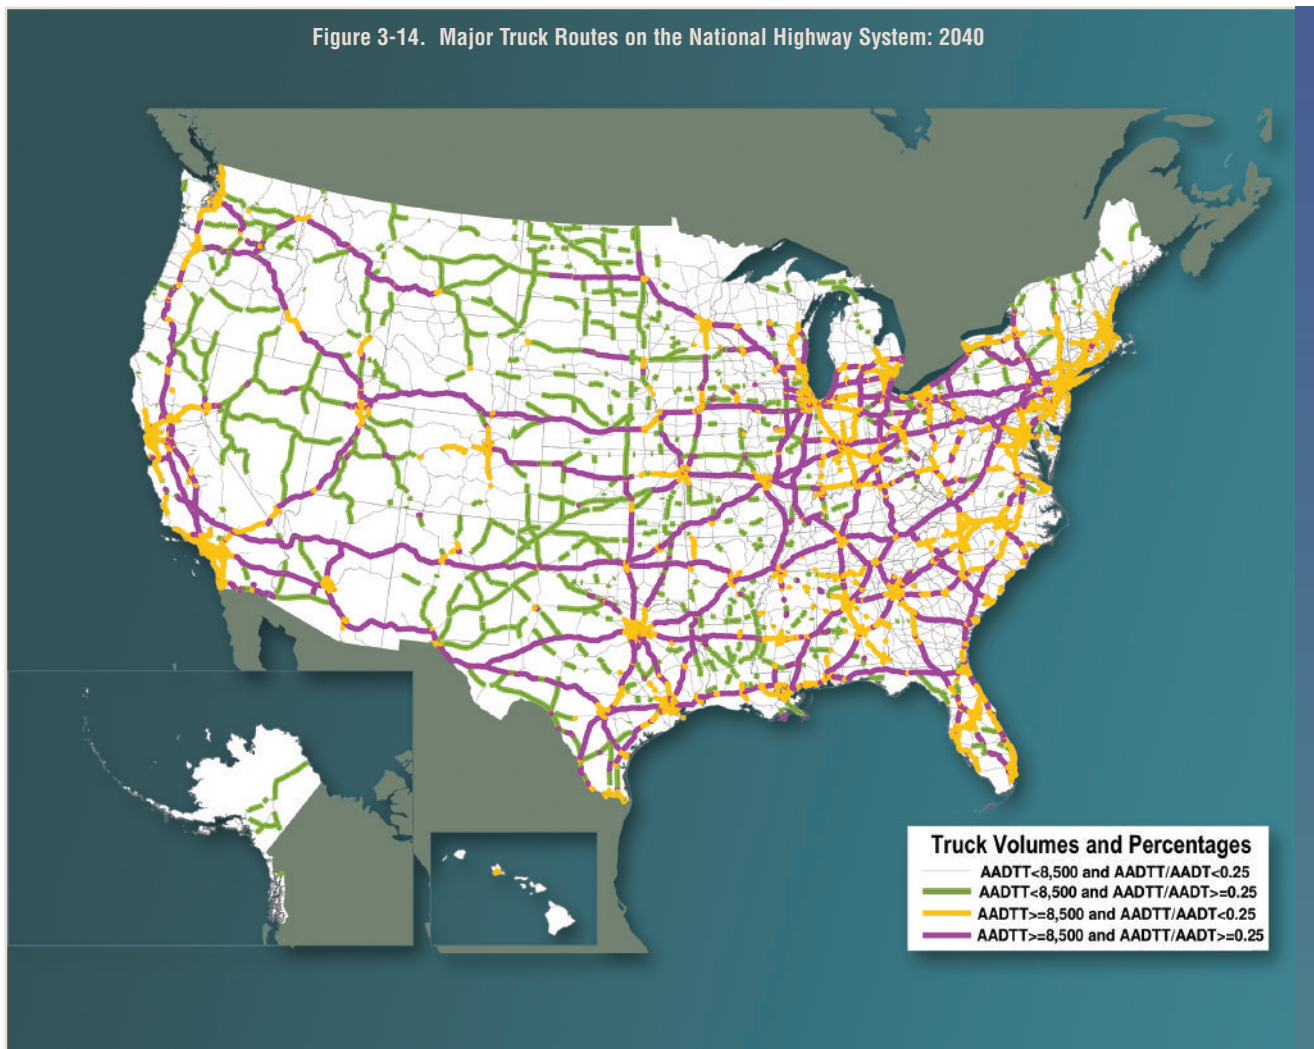 Figure 3-14. Major Truck Routes on the National Highway System: 2040
Truck Volumes and Percentages
AADTT<8,500 and AADTT/AADT<0.25
AADTT<8,500 and AADTT/AADT>=0.25
AADTT>=8,500 and AADTT/AADT<0.25
AADTT>=8,500 and AADTT/AADT>=0.25